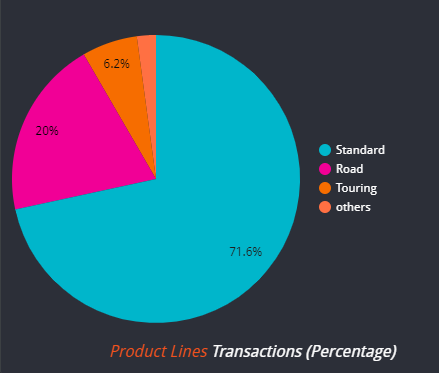 6.2%
20%
Standard
Road
Touring
others
71.6%
Product Lines Transactions (Percentage)